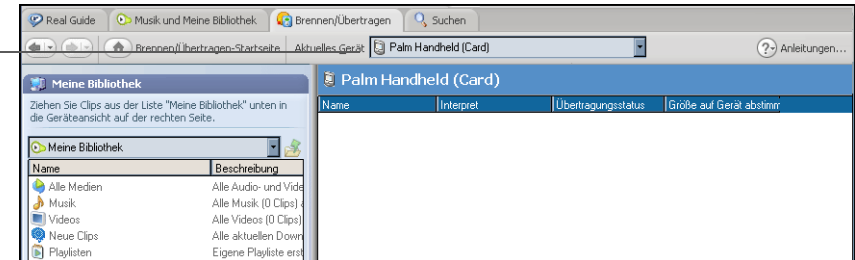 Real Guide Musik und Meine Bibliothek Brennen/Übertragen Suchen
Brennen/Übertragen-Startseite Aktuelles Gerät Palm Handheld (Card) Anleitungen...
Meine Bibliothek
Palm Handheld (Card)
Ziehen Sie Clips aus der Liste "Meine Bibliothek" unten in
die Geräteansicht auf der rechten Seite.
Name Interpret Übertragungsstatus Größe auf Gerät abstimm
Meine Bibliothek
Name Beschreibung
Alle Medien Alle Audio- und Vide
Musik Alle Musik (0 Clips)
Videos Alle Videos (0 Clips)
Neue Clips Alle aktuellen Down
Playlisten Eigene Playliste erst